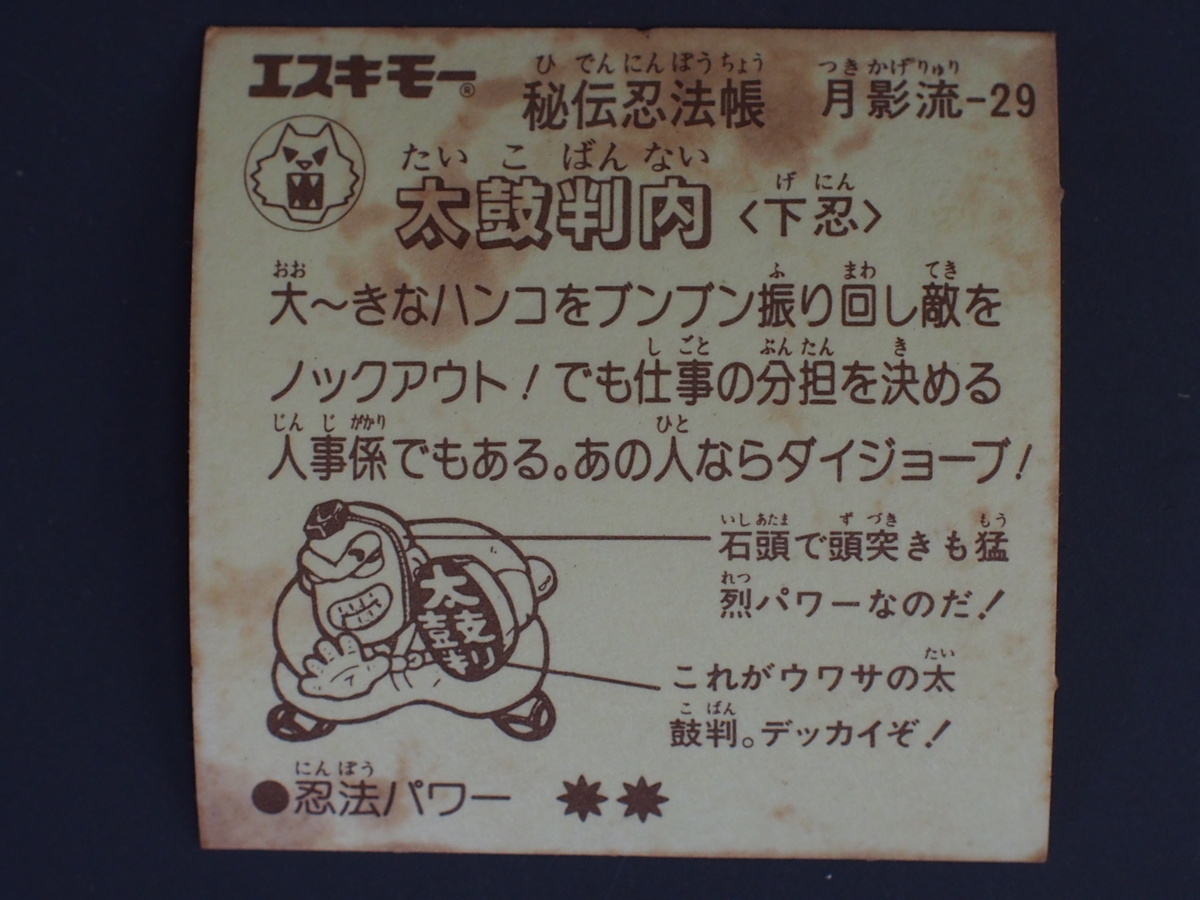 エスキモー®
ひでんにんぽうちょう
秘伝忍法帳
つきかげりゅう
月影流-29
たいこばんない
太鼓判内
げにん
〈下忍〉
おお ふ まわ てき
大〜きなハンコをブンブン振り回し敵を
しごと ぶんたん き
ノックアウト！でも仕事の分担を決める
じんじがかり ひと
人事係でもある。あの人ならダイジョーブ！
いしあたま ずづき もう
石頭で頭突きも猛
れつ
烈パワーなのだ！
太鼓判
たい
これがウワサの太
こばん
鼓判。デッカイぞ！
にんぽう
●忍法パワー